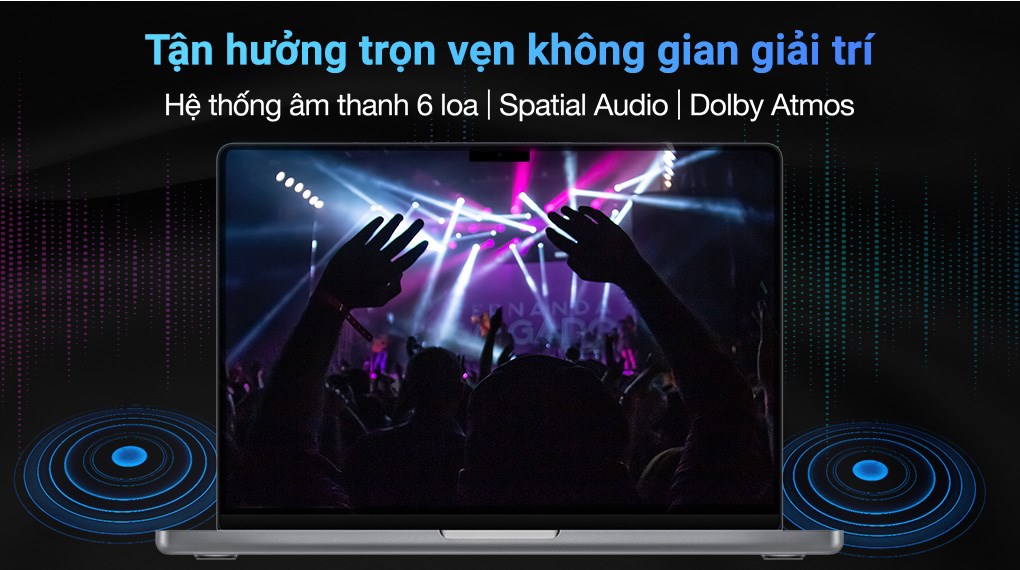 Tận hưởng trọn vẹn không gian giải trí
Hệ thống âm thanh 6 loa | Spatial Audio | Dolby Atmos